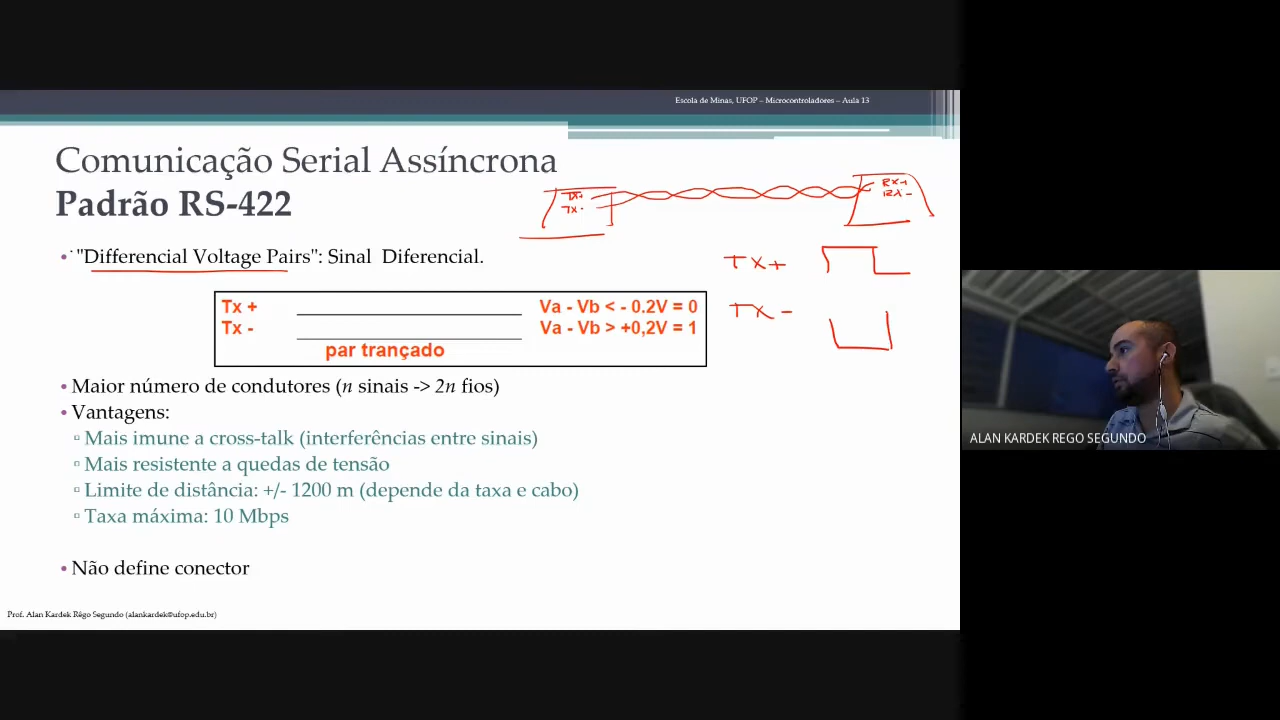 Escola de Minas, UFOP – Microcontroladores – Aula 13
Comunicação Serial Assíncrona
Padrão RS-422
TX+
TX-
RX+
RX-
• "Differencial Voltage Pairs": Sinal Diferencial.
TX+
TX -
Tx + Va - Vb < - 0.2V = 0
Tx - Va - Vb > +0,2V = 1
par trançado
• Maior número de condutores (n sinais -> 2n fios)
• Vantagens:
▫ Mais imune a cross-talk (interferências entre sinais)
▫ Mais resistente a quedas de tensão
▫ Limite de distância: +/- 1200 m (depende da taxa e cabo)
▫ Taxa máxima: 10 Mbps
• Não define conector
Prof. Alan Kardek Rêgo Segundo (alankardek@ufop.edu.br)
ALAN KARDEK REGO SEGUNDO